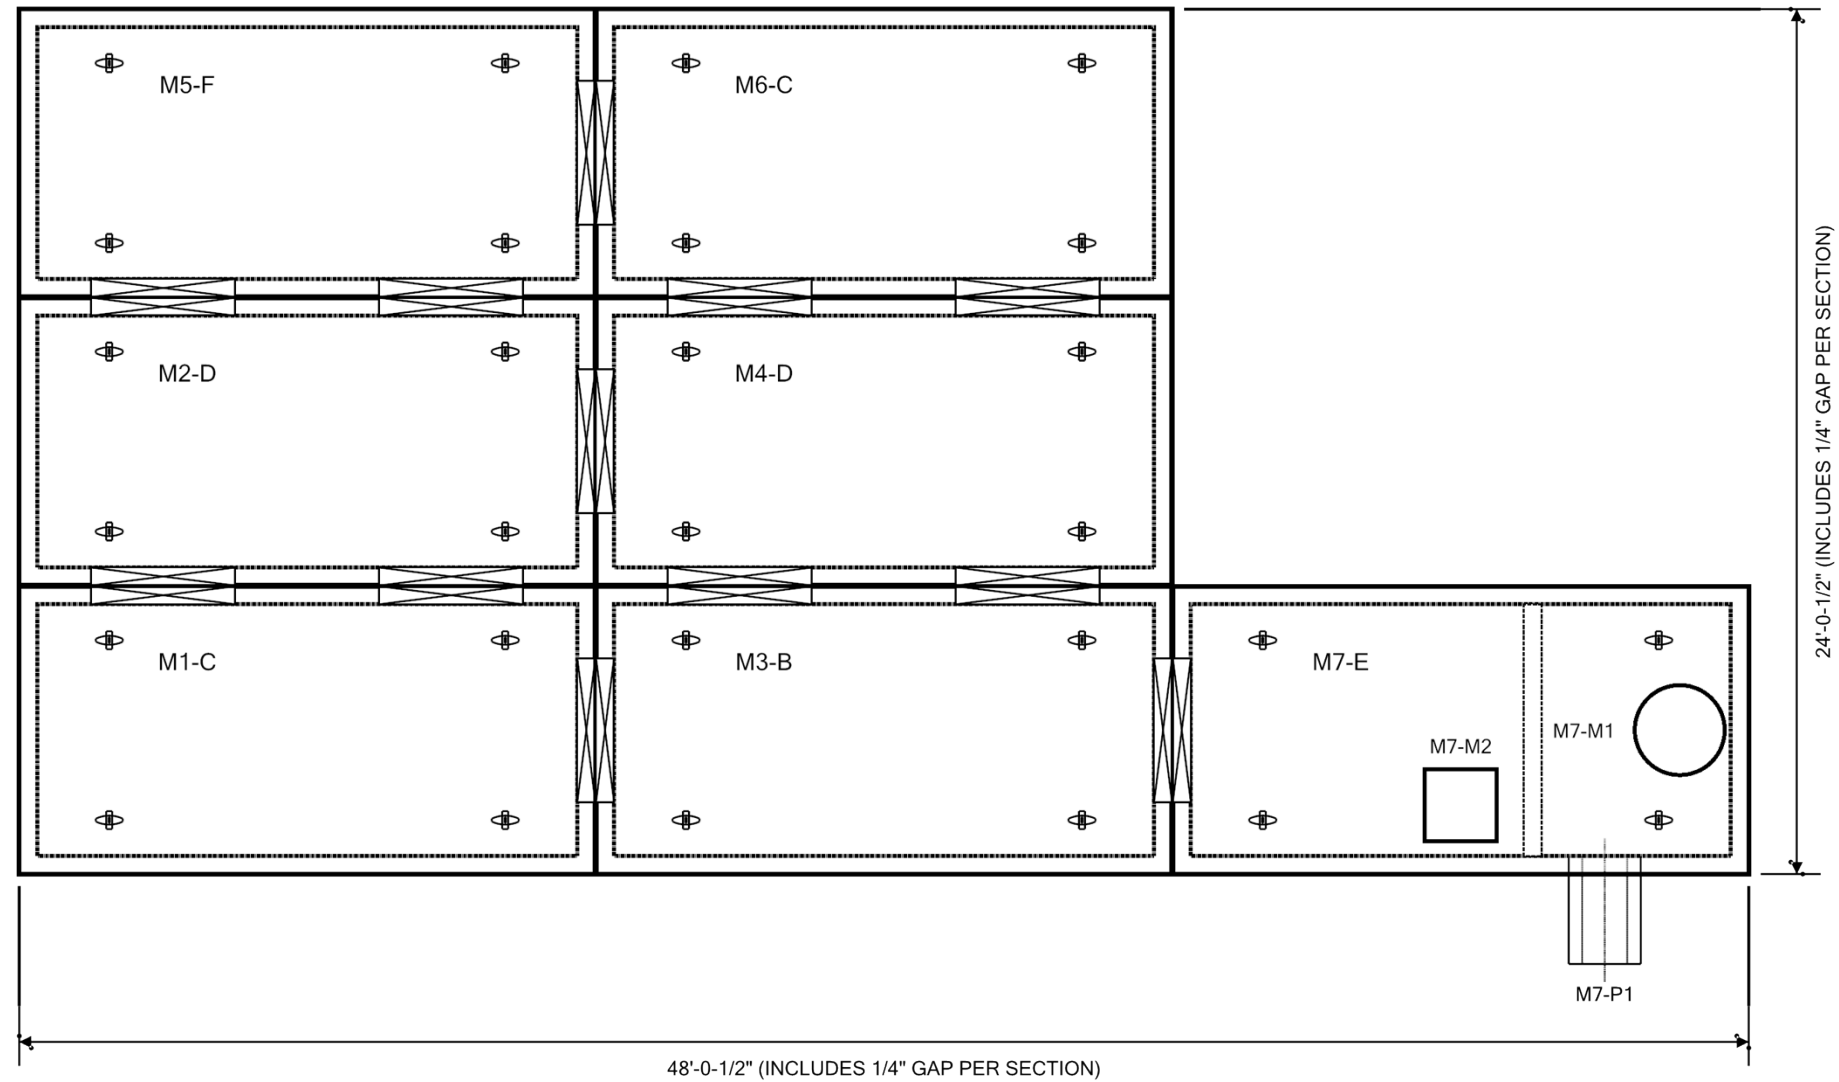 M5-F
M6-C
M2-D
M4-D
M1-C
M3-B
M7-E
M7-M1
M7-M2
M7-P1
48'-0-1/2" (INCLUDES 1/4" GAP PER SECTION)
24'-0-1/2" (INCLUDES 1/4" GAP PER SECTION)